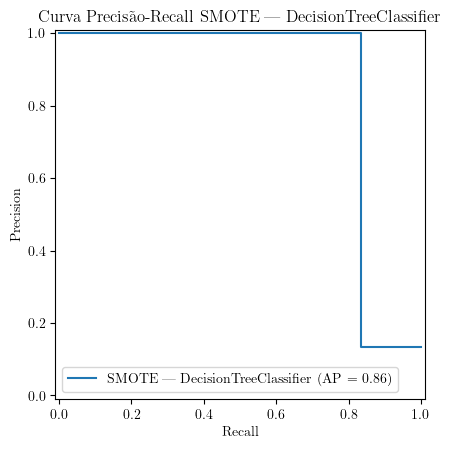 Curva Precisão-Recall SMOTE — DecisionTreeClassifier
1.0
0.8
0.6
0.4
0.2
0.0
Precision
SMOTE — DecisionTreeClassifier (AP = 0.86)
0.0 0.2 0.4 0.6 0.8 1.0
Recall